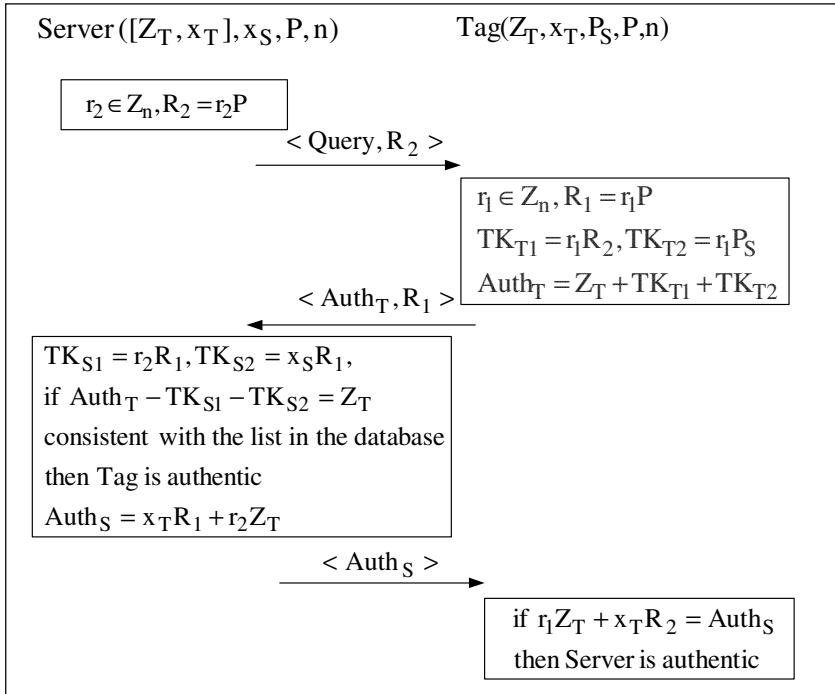 Server([Z_T, x_T], x_S, P, n)
Tag(Z_T, x_T, P_S, P, n)
r_2 ∈ Z_n, R_2 = r_2P
< Query, R_2 >
r_1 ∈ Z_n, R_1 = r_1P
TK_T1 = r_1R_2, TK_T2 = r_1P_S
Auth_T = Z_T + TK_T1 + TK_T2
< Auth_T, R_1 >
TK_S1 = r_2R_1, TK_S2 = x_SR_1,
if Auth_T − TK_S1 − TK_S2 = Z_T
consistent with the list in the database
then Tag is authentic
Auth_S = x_TR_1 + r_2Z_T
< Auth_S >
if r_1Z_T + x_TR_2 = Auth_S
then Server is authentic